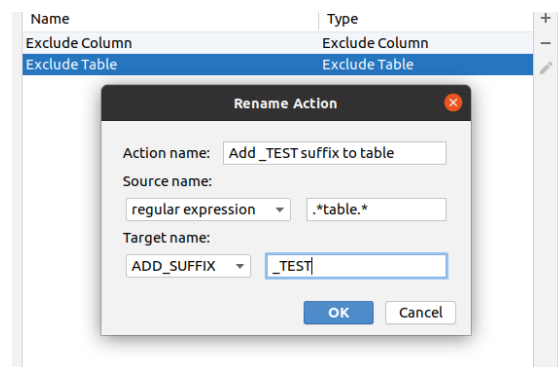 Name Type
Exclude Column Exclude Column
Exclude Table Exclude Table
Rename Action
Action name: Add _TEST suffix to table
Source name:
regular expression .*table.*
Target name:
ADD_SUFFIX _TEST
OK Cancel